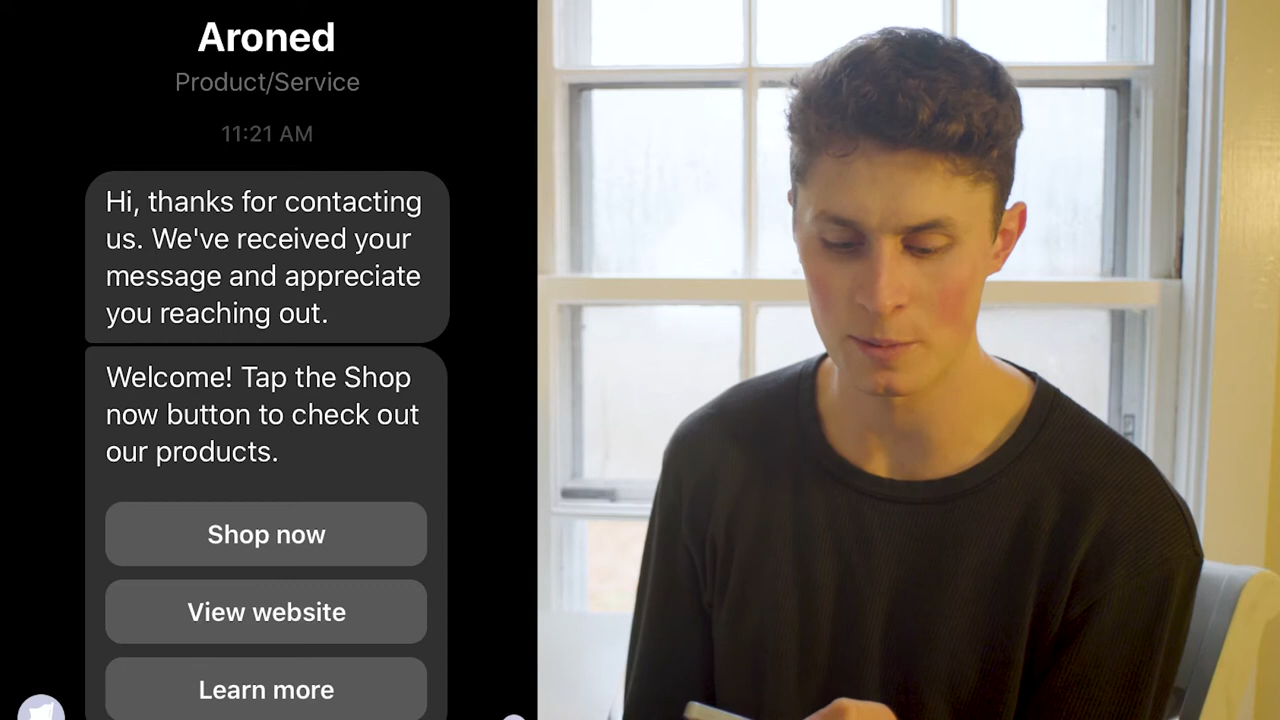 Aroned
Product/Service
11:21 AM
Hi, thanks for contacting
us. We've received your
message and appreciate
you reaching out.
Welcome! Tap the Shop
now button to check out
our products.
Shop now
View website
Learn more